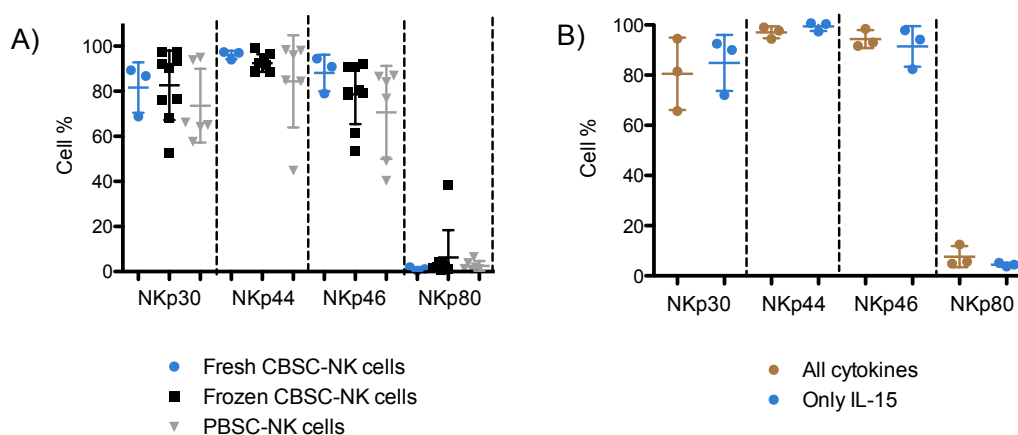 A)
Cell %
100
80
60
40
20
0
NKp30 NKp44 NKp46 NKp80
Fresh CBSC-NK cells
Frozen CBSC-NK cells
PBSC-NK cells
B)
Cell %
100
80
60
40
20
0
NKp30 NKp44 NKp46 NKp80
All cytokines
Only IL-15